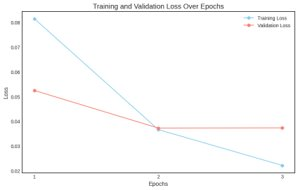 Training and Validation Loss Over Epochs
Training Loss
Validation Loss
0.08
0.07
0.06
0.05
0.04
0.03
0.02
Loss
1
2
3
Epochs